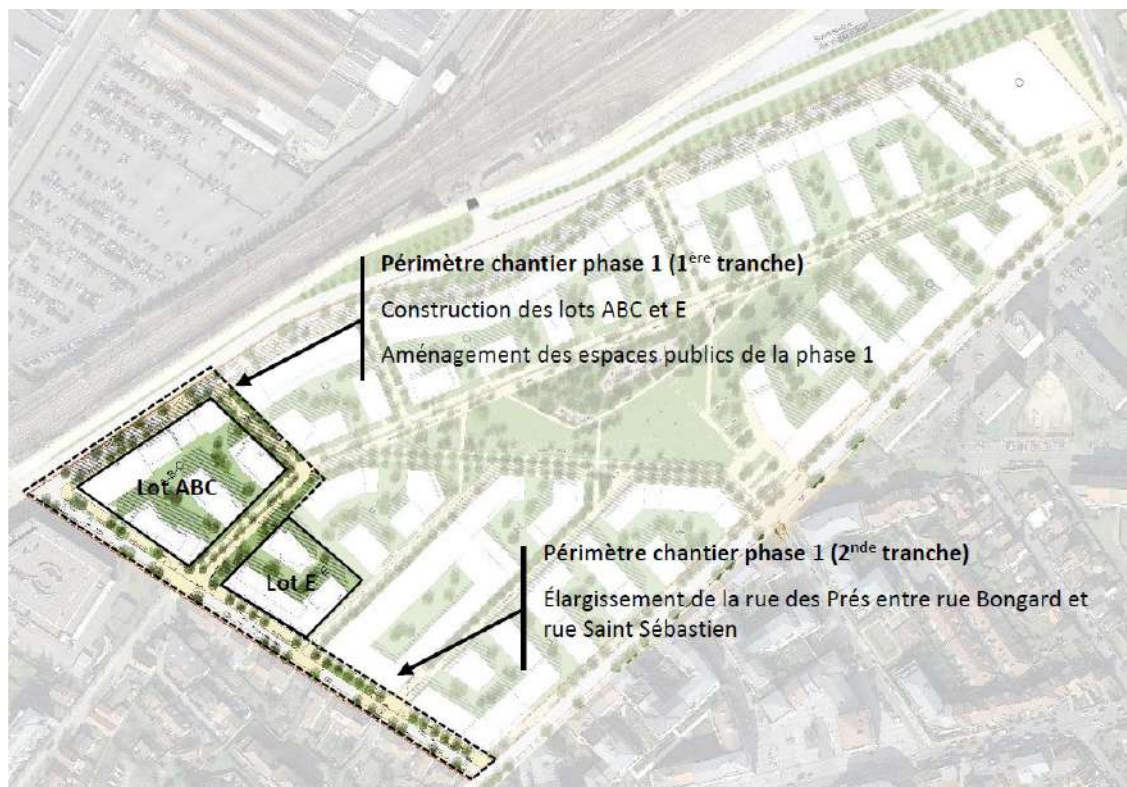 Périmètre chantier phase 1 (1ère tranche)
Construction des lots ABC et E
Aménagement des espaces publics de la phase 1
Lot ABC
Lot E
Périmètre chantier phase 1 (2nde tranche)
Élargissement de la rue des Prés entre rue Bongard et
rue Saint Sébastien